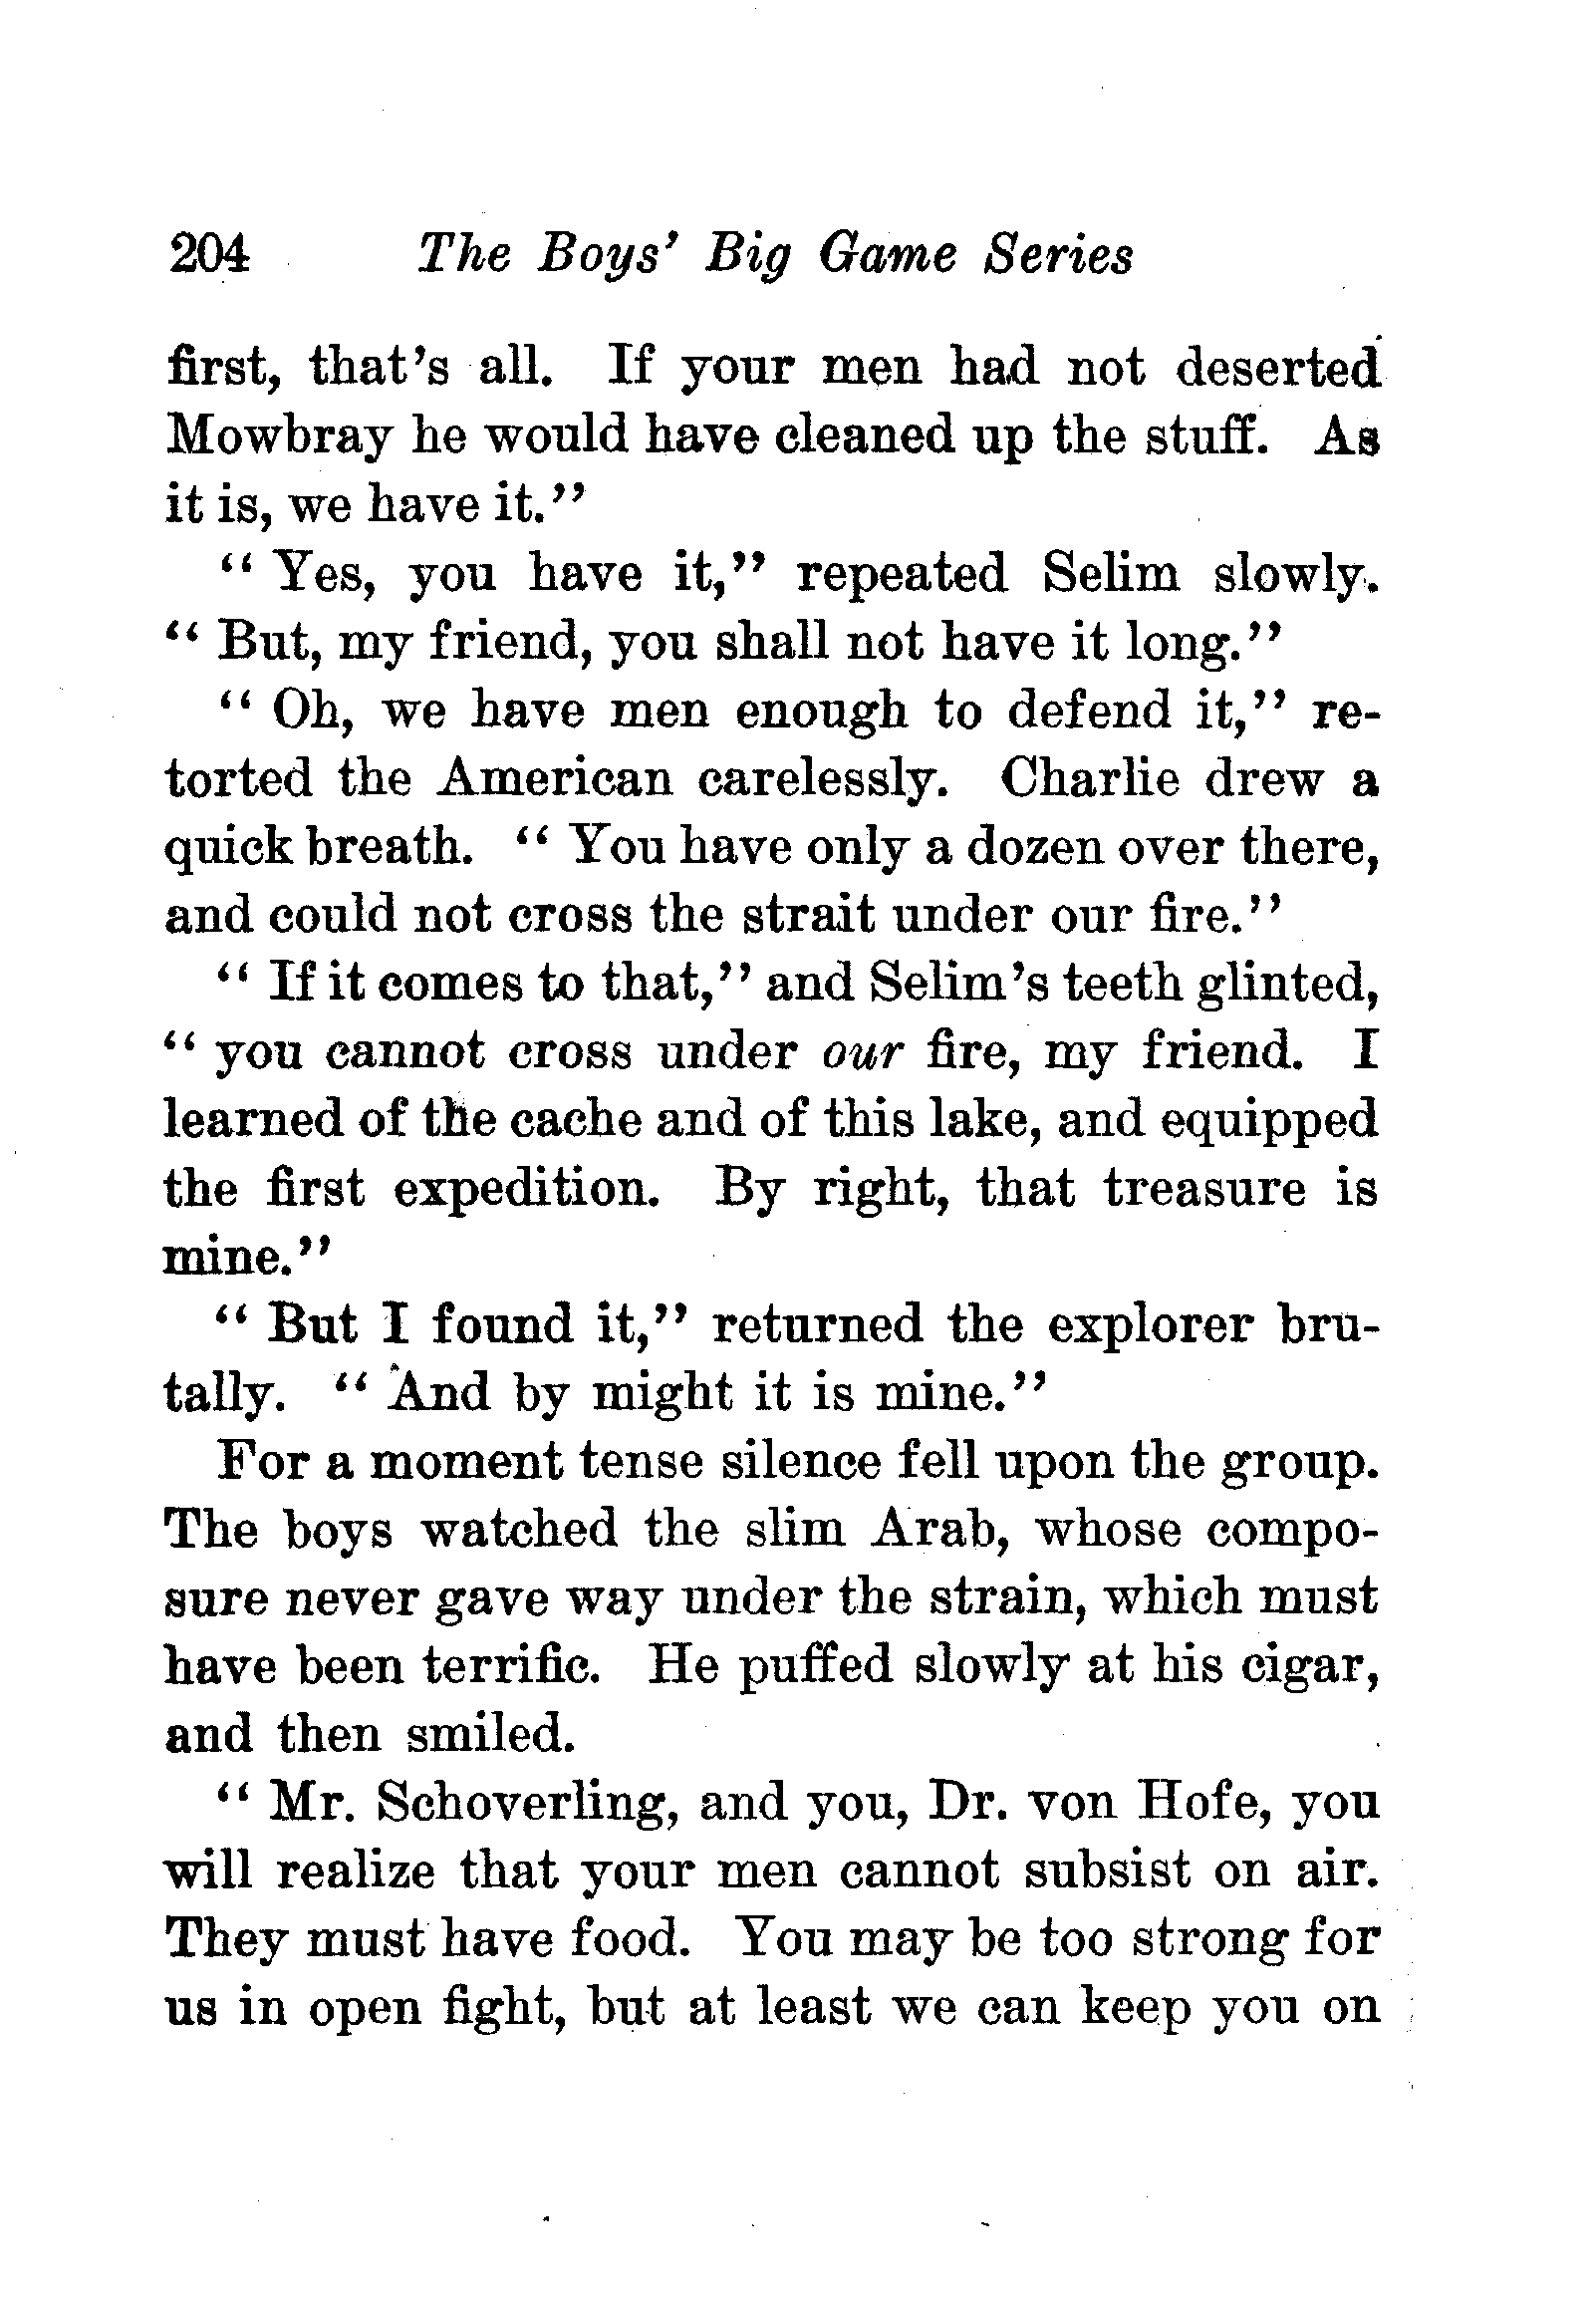 204 The Boys' Big Game Series
first, that's all. If your men had not deserted
Mowbray he would have cleaned up the stuff. As
it is, we have it."
" Yes, you have it," repeated Selim slowly.
" But, my friend, you shall not have it long."
" Oh, we have men enough to defend it," re-
torted the American carelessly. Charlie drew a
quick breath. " You have only a dozen over there,
and could not cross the strait under our fire."
" If it comes to that," and Selim's teeth glinted,
" you cannot cross under our fire, my friend. I
learned of the cache and of this lake, and equipped
the first expedition. By right, that treasure is
mine."
" But I found it," returned the explorer bru-
tally. " And by might it is mine."
For a moment tense silence fell upon the group.
The boys watched the slim Arab, whose compo-
sure never gave way under the strain, which must
have been terrific. He puffed slowly at his cigar,
and then smiled.
" Mr. Schoverling, and you, Dr. von Hofe, you
will realize that your men cannot subsist on air.
They must have food. You may be too strong for
us in open fight, but at least we can keep you on